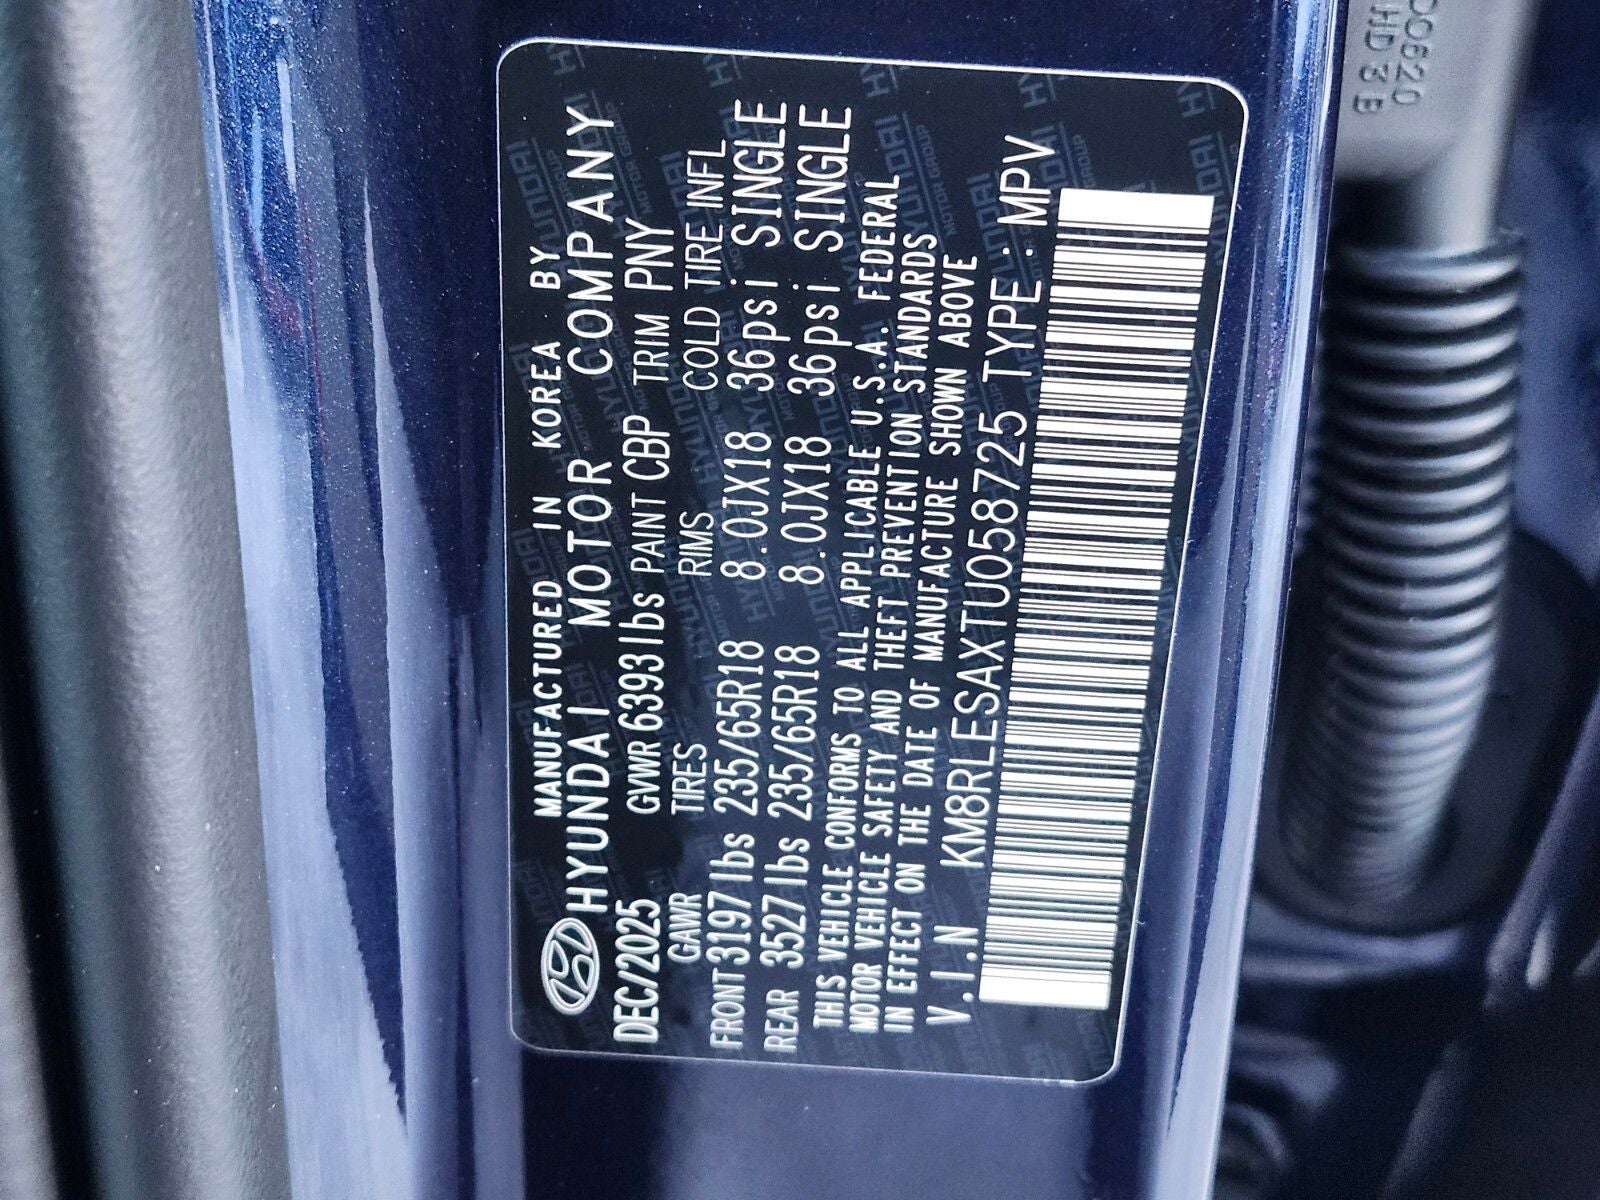 MANUFACTURED IN KOREA BY
HYUNDAI MOTOR COMPANY
DEC/2025 GVWR 6393lbs PAINT CBP TRIM PNY
GAWR TIRES RIMS COLD TIRE INFL
FRONT 3197lbs 235/65R18 8.0JX18 36psi SINGLE
REAR 3527lbs 235/65R18 8.0JX18 36psi SINGLE
THIS VEHICLE CONFORMS TO ALL APPLICABLE U.S.A. FEDERAL
MOTOR VEHICLE SAFETY AND THEFT PREVENTION STANDARDS
IN EFFECT ON THE DATE OF MANUFACTURE SHOWN ABOVE
V.I.N KM8RLESAXTU058725 TYPE: MPV
HD 3 B